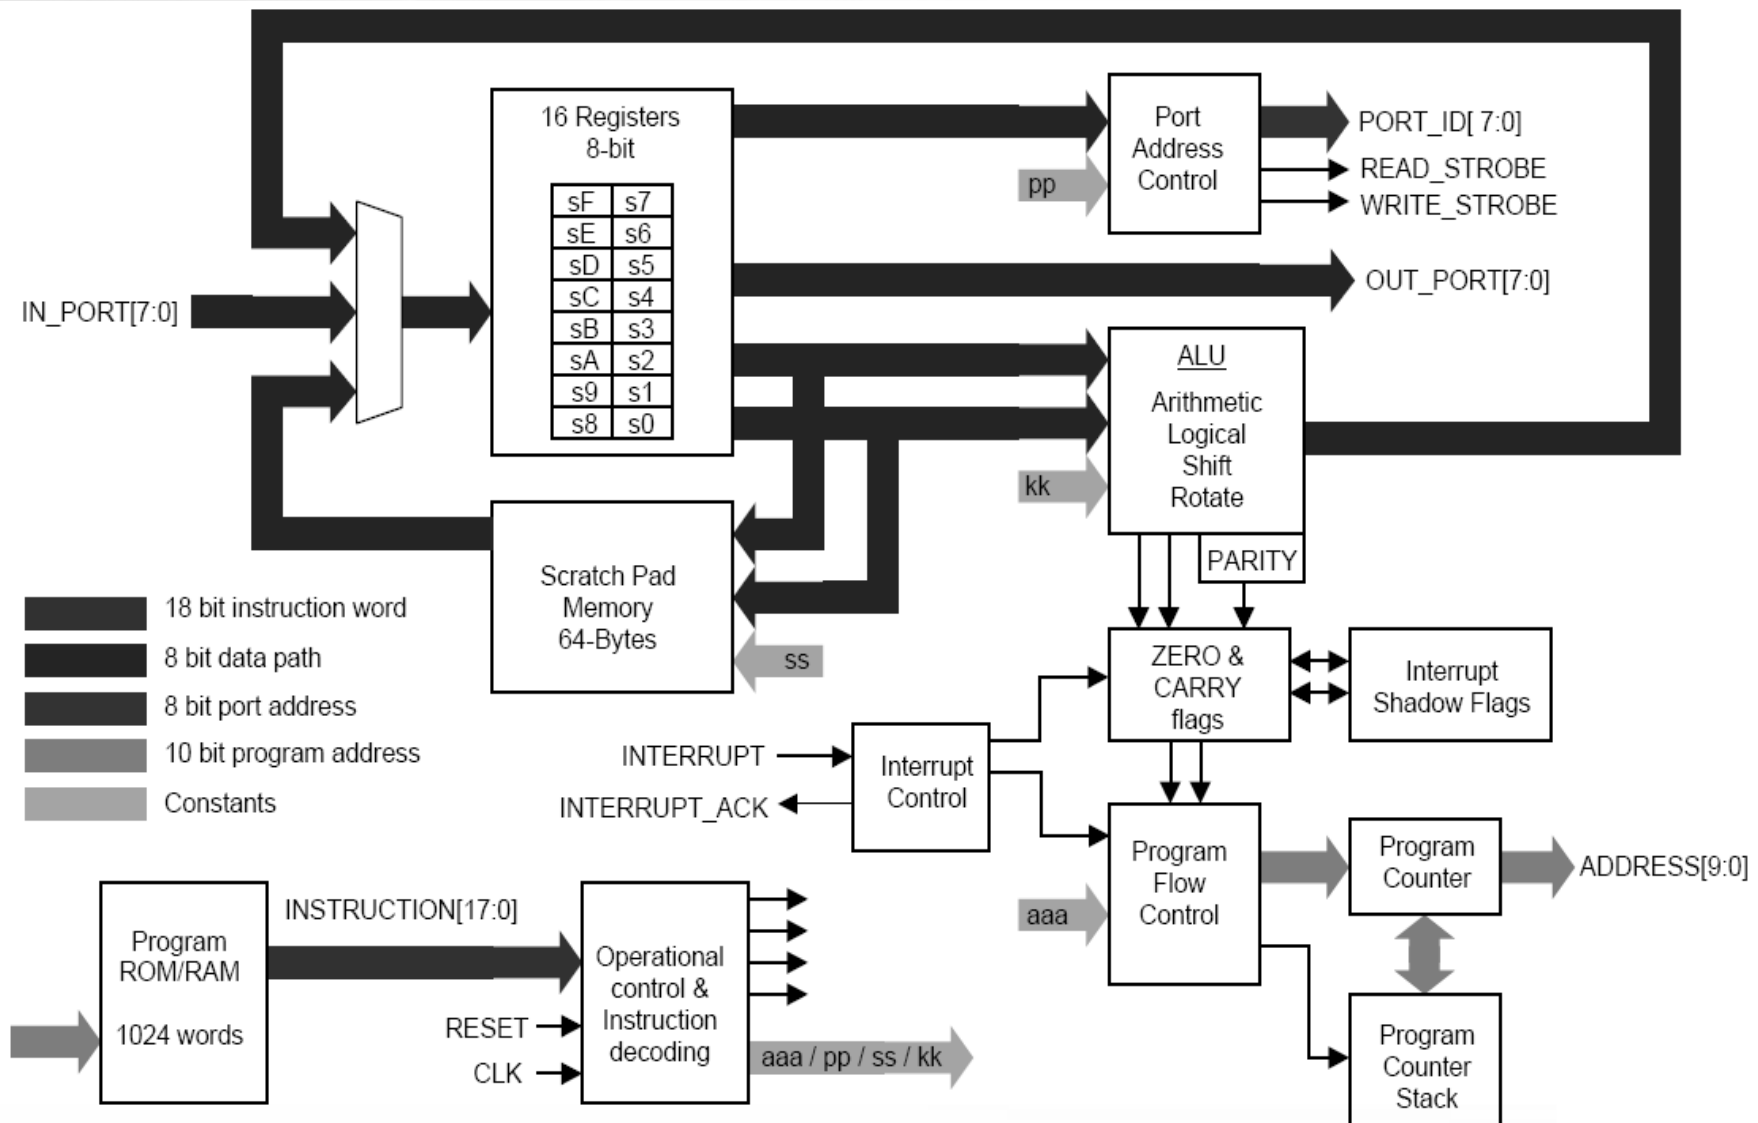 16 Registers
8-bit
sF s7
sE s6
sD s5
sC s4
sB s3
sA s2
s9 s1
s8 s0
IN_PORT[7:0]
Port
Address
Control
pp
PORT_ID[ 7:0]
READ_STROBE
WRITE_STROBE
OUT_PORT[7:0]
ALU
Arithmetic
Logical
Shift
Rotate
kk
PARITY
Scratch Pad
Memory
64-Bytes
ss
18 bit instruction word
8 bit data path
8 bit port address
10 bit program address
Constants
ZERO &
CARRY
flags
Interrupt
Shadow Flags
INTERRUPT
INTERRUPT_ACK
Interrupt
Control
Program
Flow
Control
aaa
Program
Counter
ADDRESS[9:0]
Program
Counter
Stack
Program
ROM/RAM
1024 words
INSTRUCTION[17:0]
RESET
CLK
Operational
control &
Instruction
decoding
aaa / pp / ss / kk